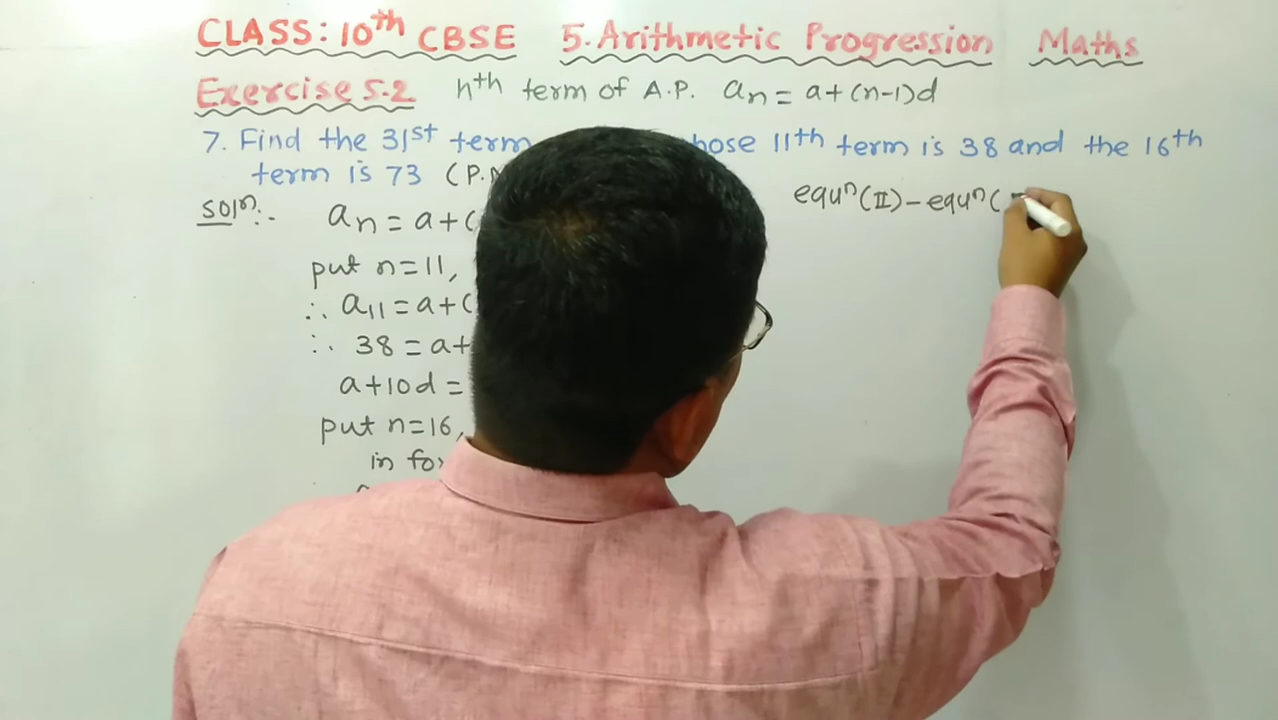 CLASS: 10th CBSE 5. Arithmetic Progression Maths
Exercise 5.2 nth term of A.P. an = a+(n-1)d
7. Find the 31st term 11th term is 38 and the 16th
term is 73 (P.
Soln:- an = a+(
equn(II)-equn(
put n=11,
∴ a11 = a+(
∴ 38 = a+
a+10d =
put n=16,
in